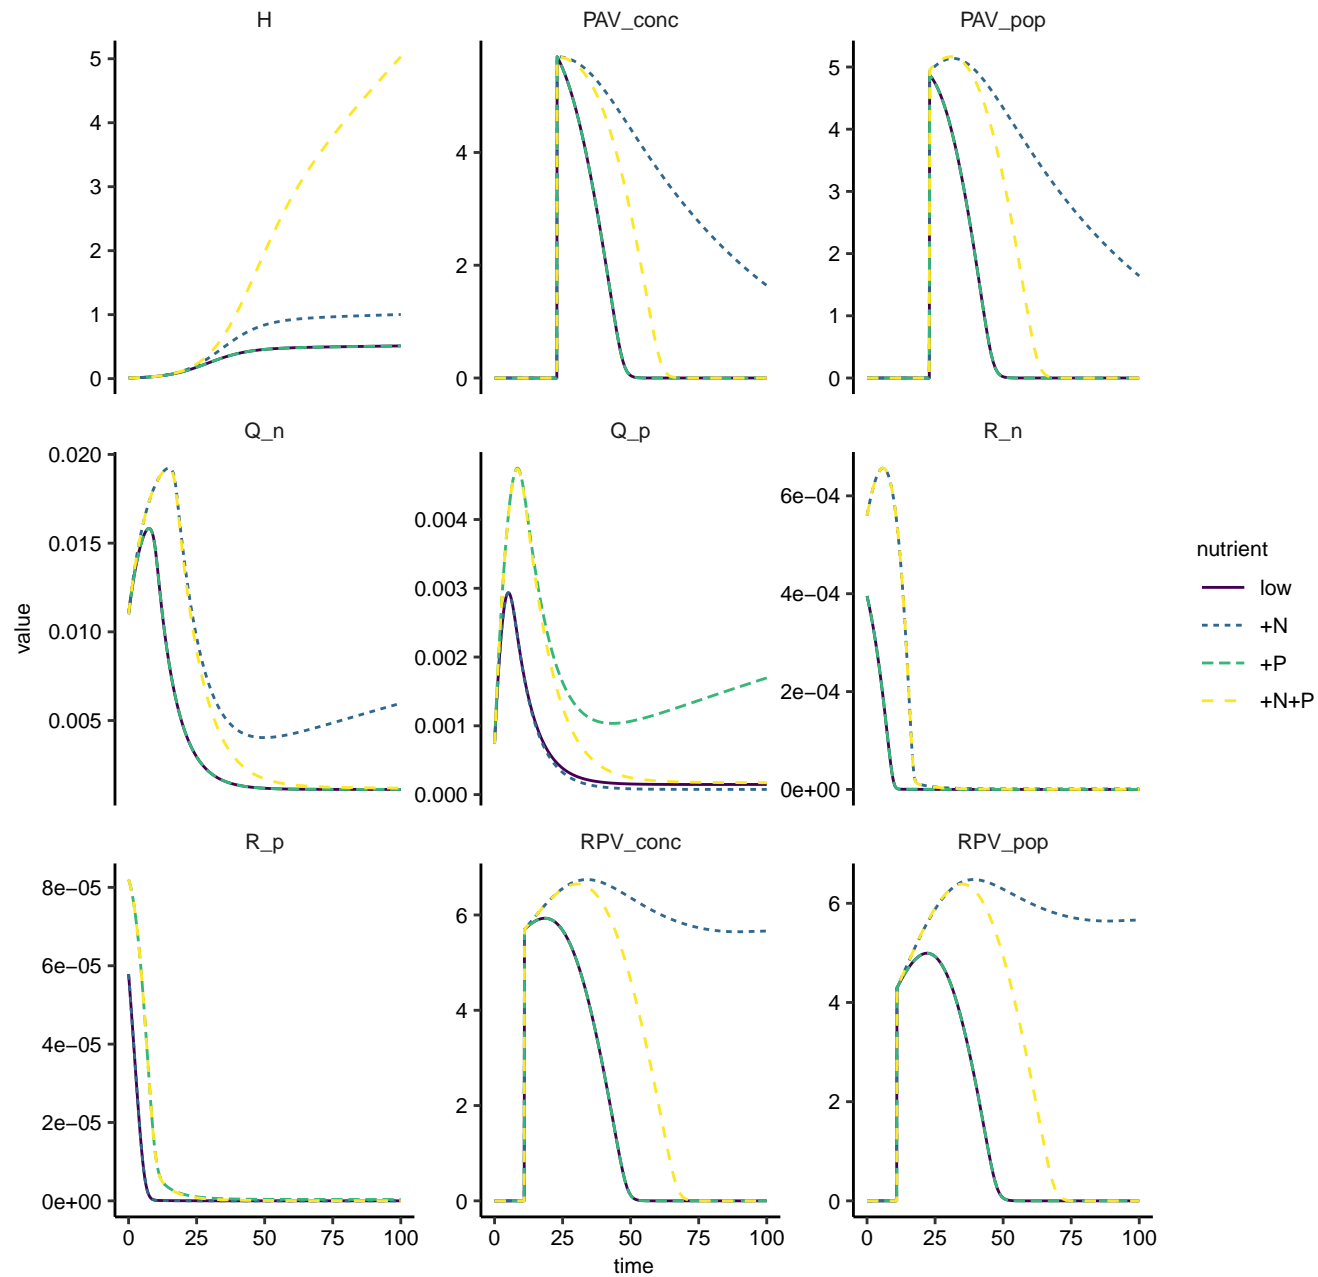 H
PAV_conc
PAV_pop
5
4
3
2
1
0
4
2
0
5
4
3
2
1
0
Q_n
Q_p
R_n
0.020
0.015
0.010
0.005
0.004
0.003
0.002
0.001
0.000
6e−04
4e−04
2e−04
0e+00
value
nutrient
low
+N
+P
+N+P
R_p
RPV_conc
RPV_pop
8e−05
6e−05
4e−05
2e−05
0e+00
6
4
2
0
6
4
2
0
0 25 50 75 100
0 25 50 75 100
0 25 50 75 100
time